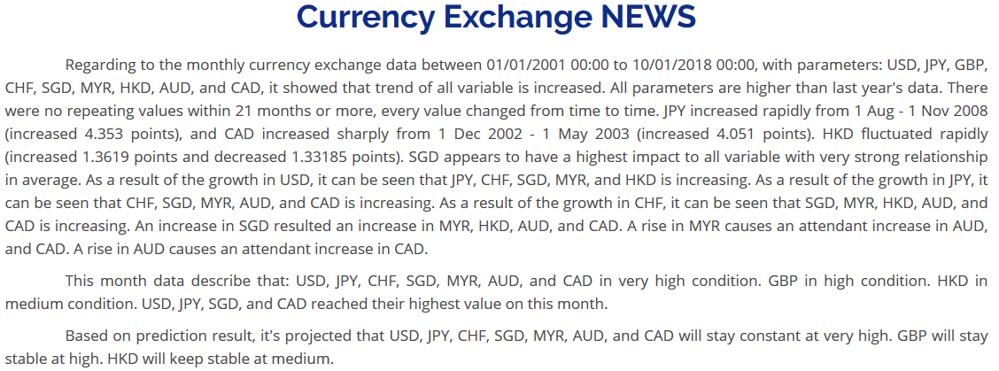 Currency Exchange NEWS
Regarding to the monthly currency exchange data between 01/01/2001 00:00 to 10/01/2018 00:00, with parameters: USD, JPY, GBP,
CHF, SGD, MYR, HKD, AUD, and CAD, it showed that trend of all variable is increased. All parameters are higher than last year's data. There
were no repeating values within 21 months or more, every value changed from time to time. JPY increased rapidly from 1 Aug - 1 Nov 2008
(increased 4.353 points), and CAD increased sharply from 1 Dec 2002 - 1 May 2003 (increased 4.051 points). HKD fluctuated rapidly
(increased 1.3619 points and decreased 1.33185 points). SGD appears to have a highest impact to all variable with very strong relationship
in average. As a result of the growth in USD, it can be seen that JPY, CHF, SGD, MYR, and HKD is increasing. As a result of the growth in JPY, it
can be seen that CHF, SGD, MYR, AUD, and CAD is increasing. As a result of the growth in CHF, it can be seen that SGD, MYR, HKD, AUD, and
CAD is increasing. An increase in SGD resulted an increase in MYR, HKD, AUD, and CAD. A rise in MYR causes an attendant increase in AUD,
and CAD. A rise in AUD causes an attendant increase in CAD.
This month data describe that: USD, JPY, CHF, SGD, MYR, AUD, and CAD in very high condition. GBP in high condition. HKD in
medium condition. USD, JPY, SGD, and CAD reached their highest value on this month.
Based on prediction result, it's projected that USD, JPY, CHF, SGD, MYR, AUD, and CAD will stay constant at very high. GBP will stay
stable at high. HKD will keep stable at medium.